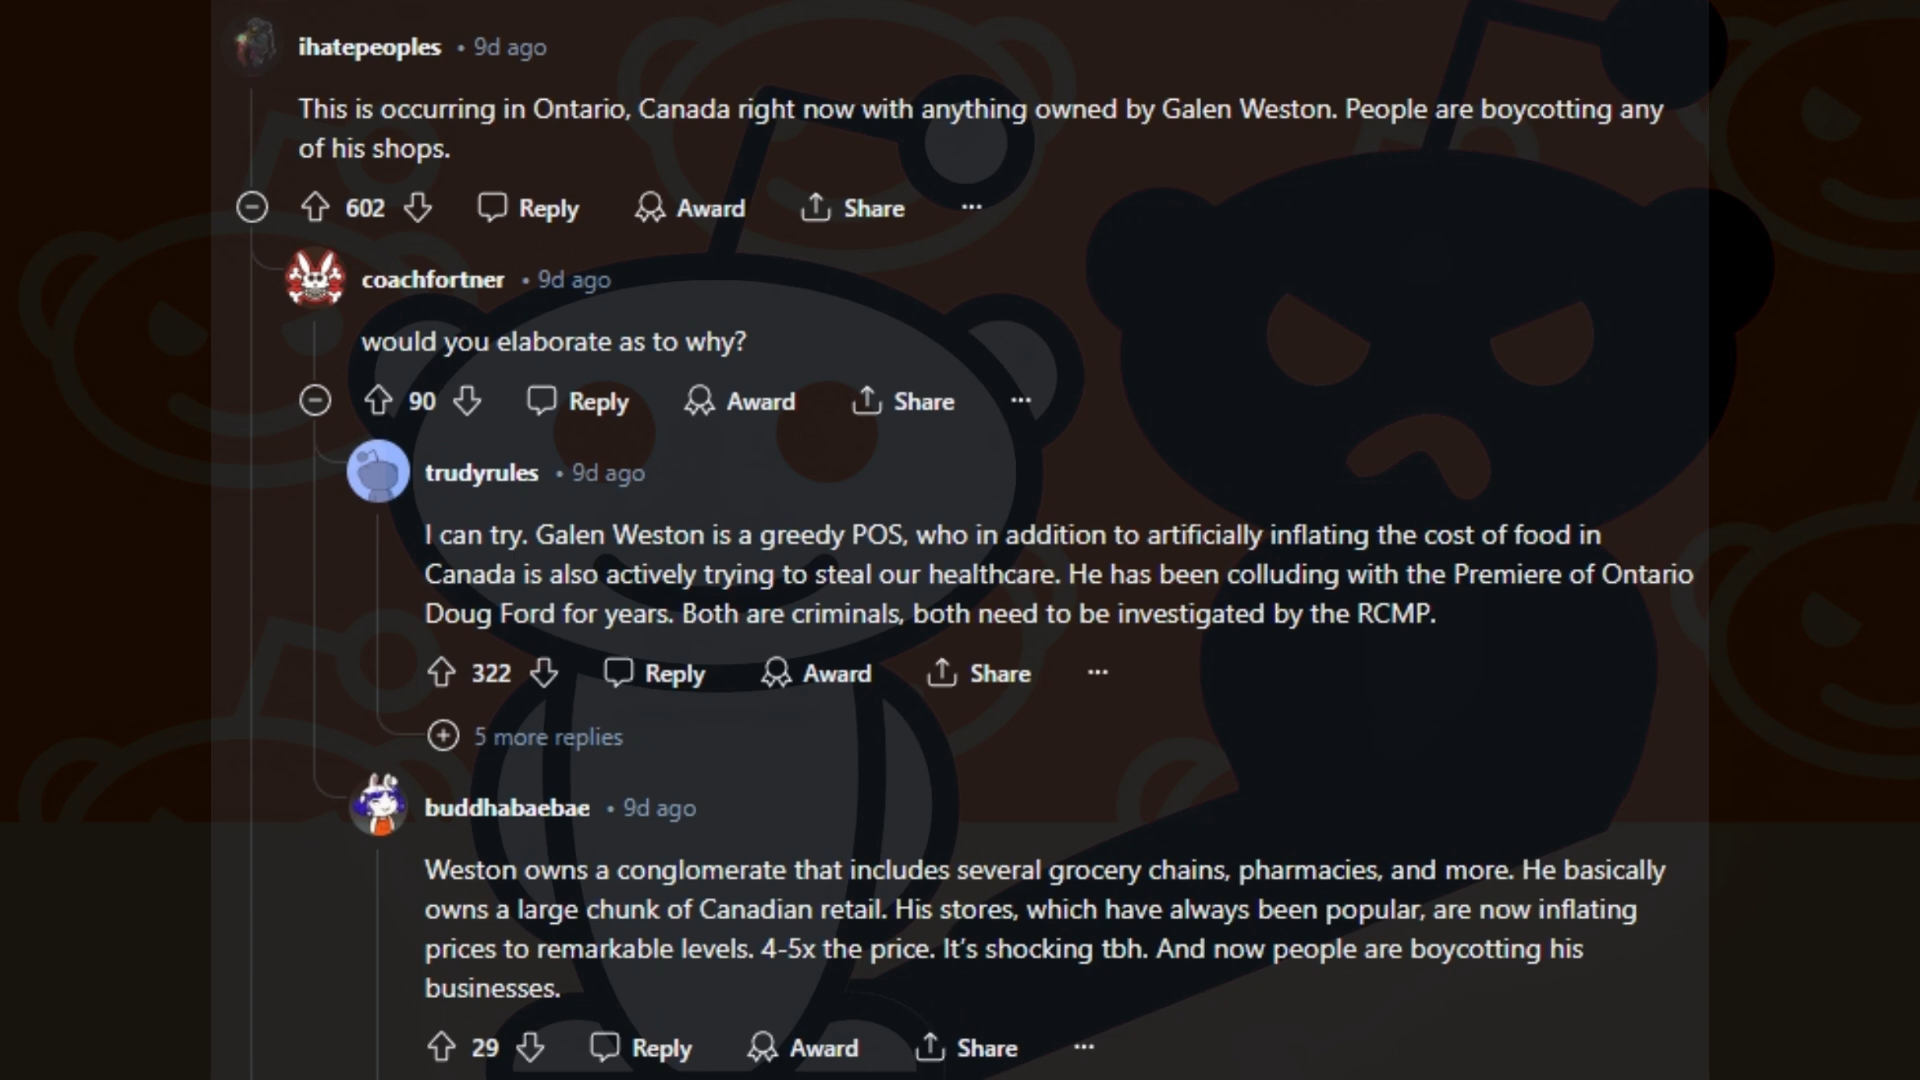 ihatepeoples • 9d ago
This is occurring in Ontario, Canada right now with anything owned by Galen Weston. People are boycotting any
of his shops.
602 Reply Award Share ...
coachfortner • 9d ago
would you elaborate as to why?
90 Reply Award Share ...
trudyrules • 9d ago
I can try. Galen Weston is a greedy POS, who in addition to artificially inflating the cost of food in
Canada is also actively trying to steal our healthcare. He has been colluding with the Premiere of Ontario
Doug Ford for years. Both are criminals, both need to be investigated by the RCMP.
322 Reply Award Share ...
5 more replies
buddhabaebae • 9d ago
Weston owns a conglomerate that includes several grocery chains, pharmacies, and more. He basically
owns a large chunk of Canadian retail. His stores, which have always been popular, are now inflating
prices to remarkable levels. 4-5x the price. It’s shocking tbh. And now people are boycotting his
businesses.
29 Reply Award Share ...